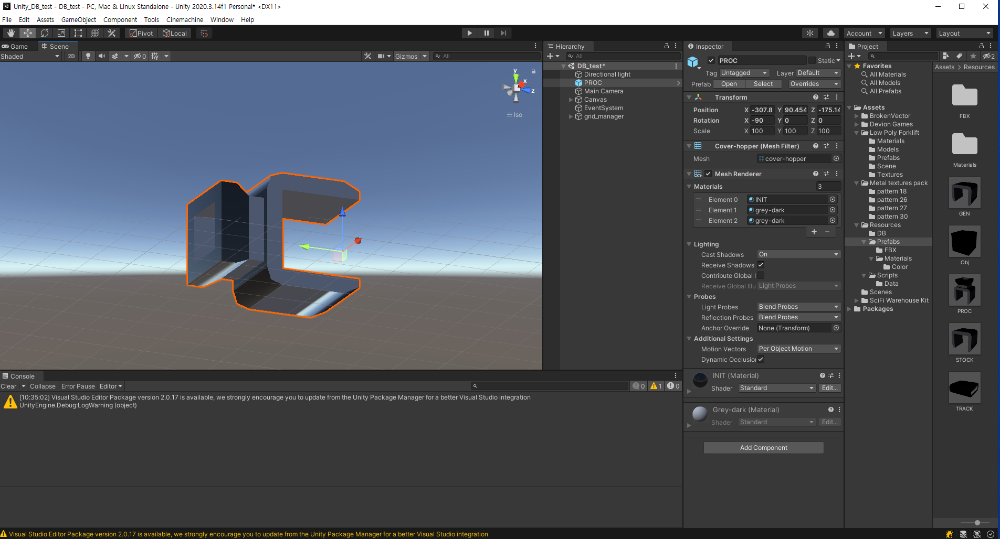 Unity_DB_test - DB_test - PC, Mac & Linux Standalone - Unity 2020.3.14f1 Personal* <DX11>
File Edit Assets GameObject Component Tools Cinemachine Window Help
Pivot Local Account Layers Layout
Game Scene
Shaded 2D 0 Gizmos All
y
x
z
Iso
Hierarchy
All
DB_test*
Directional light
PROC
Main Camera
Canvas
EventSystem
grid_manager
Inspector
PROC Static
Tag Untagged Layer Default
Prefab Open Select Overrides
Transform
Position X -307.8 Y 90.454 Z -175.14
Rotation X -90 Y 0 Z 0
Scale X 100 Y 100 Z 100
Cover-hopper (Mesh Filter)
Mesh cover-hopper
Mesh Renderer
Materials 3
Element 0 INIT
Element 1 grey-dark
Element 2 grey-dark
Lighting
Cast Shadows On
Receive Shadows
Contribute Global I
Receive Global Illu Light Probes
Probes
Light Probes Blend Probes
Reflection Probes Blend Probes
Anchor Override None (Transform)
Additional Settings
Motion Vectors Per Object Motion
Dynamic Occlusion
INIT (Material)
Shader Standard Edit...
Grey-dark (Material)
Shader Standard Edit...
Add Component
Project
2
Favorites
All Materials
All Models
All Prefabs
Assets
BrokenVector
Devion Games
Low Poly Forklift
Materials
Models
Prefabs
Scene
Textures
Metal textures pack
pattern 18
pattern 26
pattern 27
pattern 30
Resources
DB
Prefabs
FBX
Materials
Color
Scripts
Data
Scenes
SciFi Warehouse Kit
Packages
Assets > Resources
FBX
Materials
GEN
Obj
PROC
STOCK
TRACK
Console
Clear Collapse Error Pause Editor 0 1 0
[10:35:02] Visual Studio Editor Package version 2.0.17 is available, we strongly encourage you to update from the Unity Package Manager for a better Visual Studio integration
UnityEngine.Debug:LogWarning (object)
Visual Studio Editor Package version 2.0.17 is available, we strongly encourage you to update from the Unity Package Manager for a better Visual Studio integration